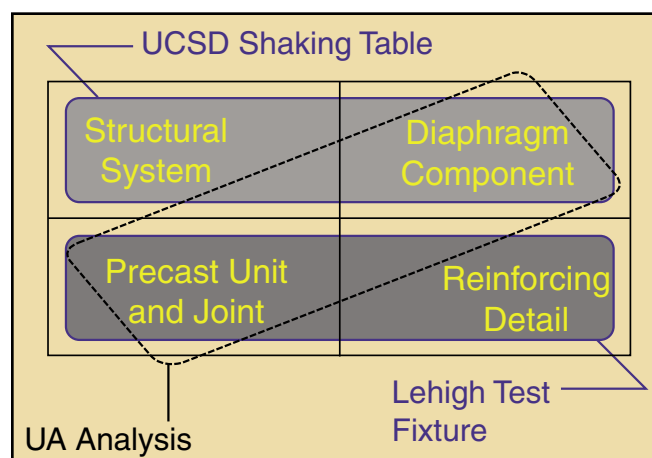 UCSD Shaking Table
Structural
System
Diaphragm
Component
Precast Unit
and Joint
Reinforcing
Detail
Lehigh Test
Fixture
UA Analysis